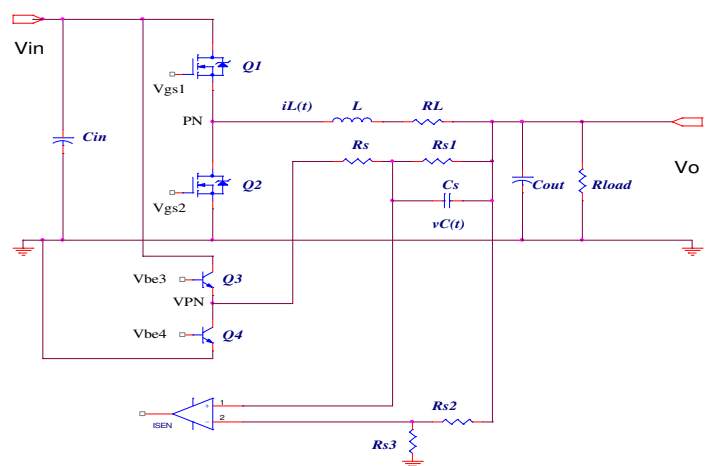 Vin
Q1
Vgs1
iL(t)
L
RL
PN
Cin
Rs
Rs1
Vo
Q2
Cs
Cout
Rload
Vgs2
vC(t)
Vbe3
Q3
VPN
Vbe4
Q4
Rs2
1
+
ISEN
-
2
Rs3